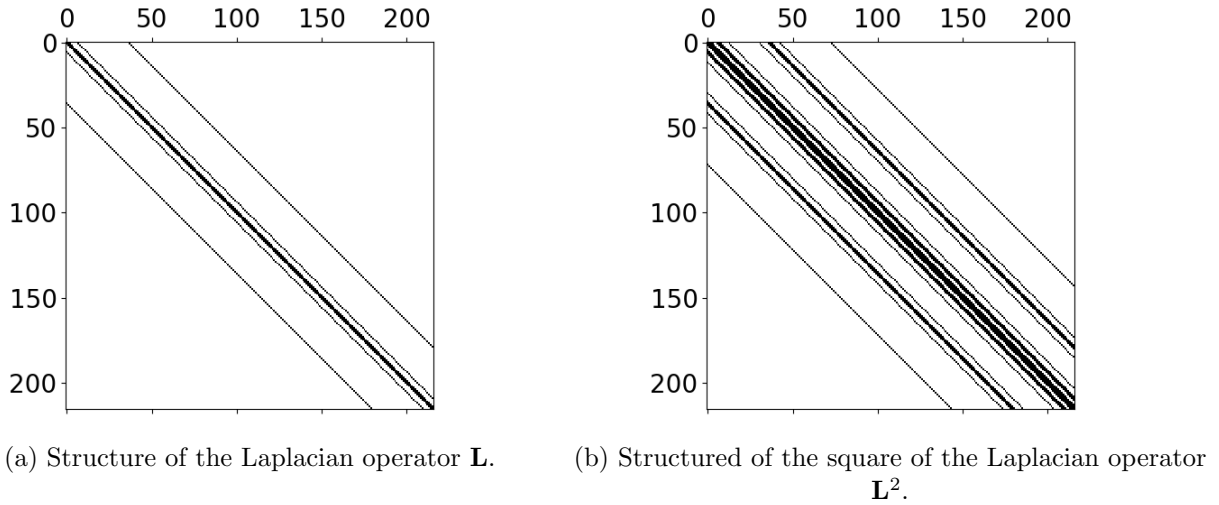 0 50 100 150 200
0
50
100
150
200
0 50 100 150 200
0
50
100
150
200
(a) Structure of the Laplacian operator L.
(b) Structured of the square of the Laplacian operator
L².